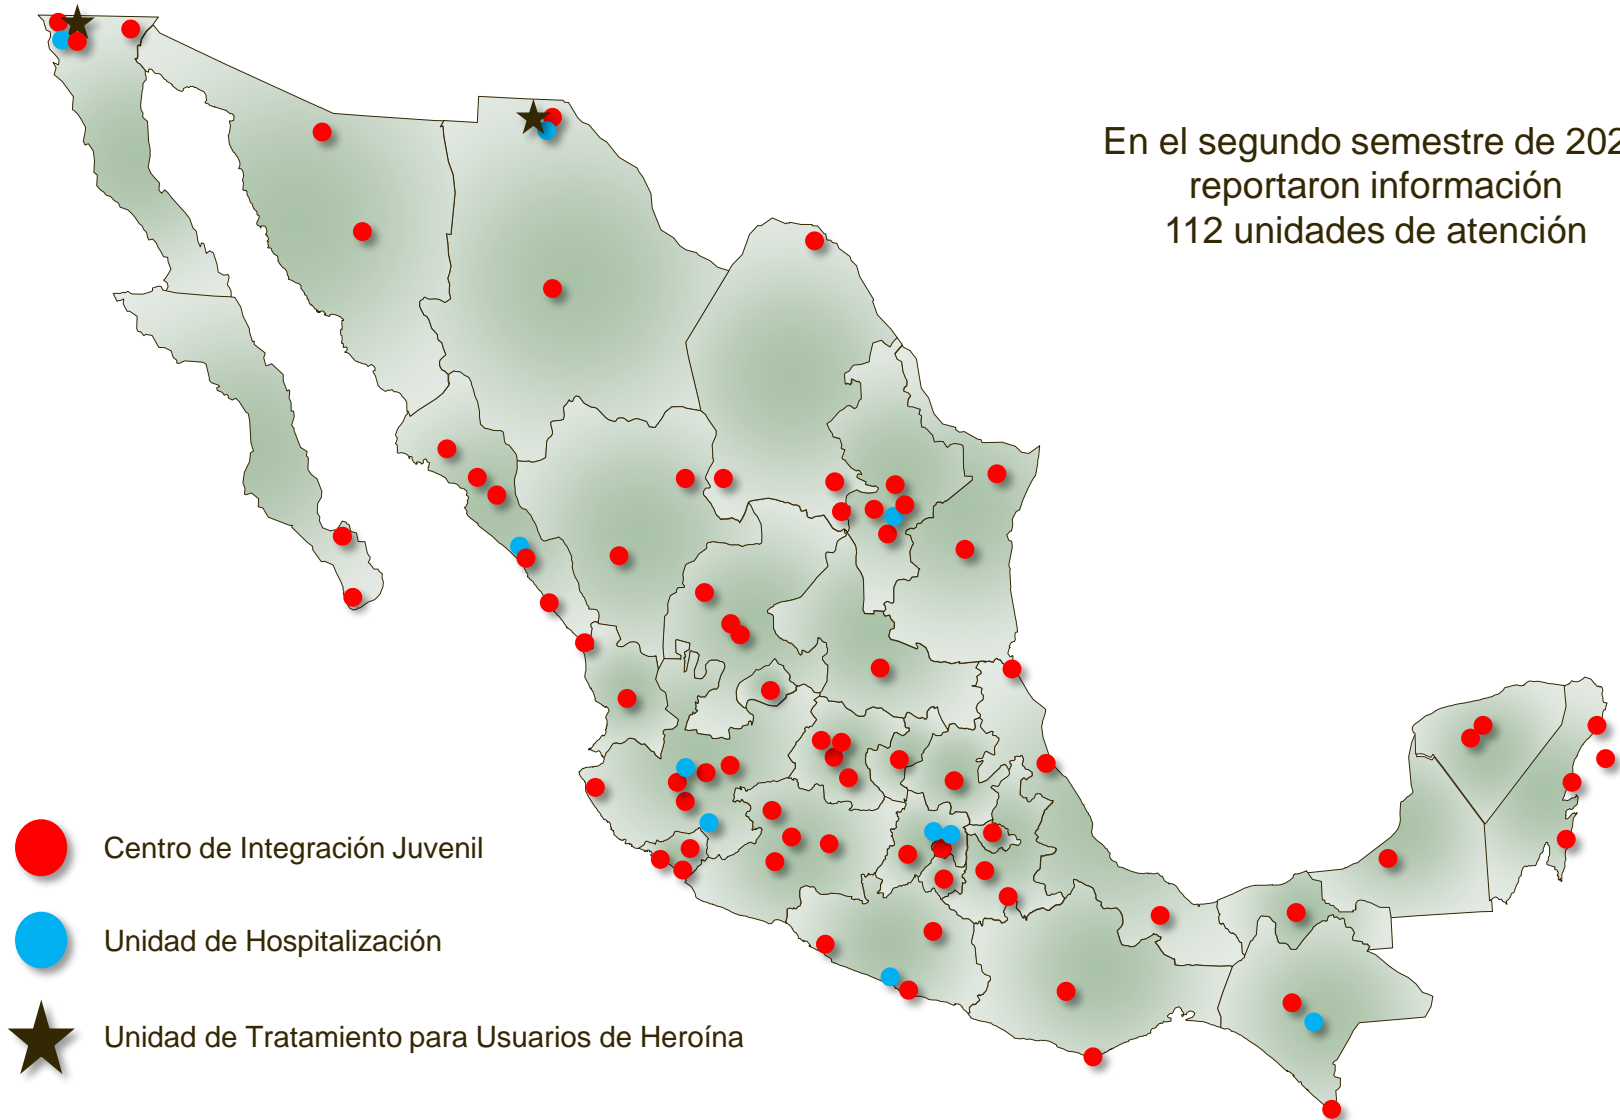 En el segundo semestre de 202
reportaron información
112 unidades de atención
Centro de Integración Juvenil
Unidad de Hospitalización
Unidad de Tratamiento para Usuarios de Heroína